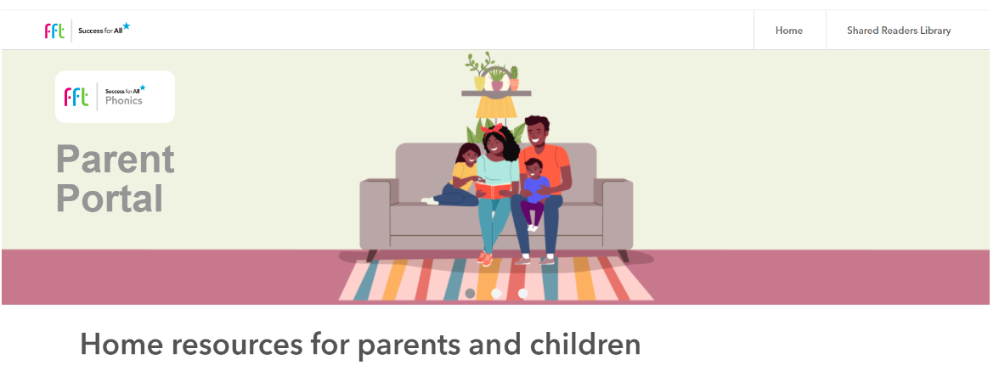 fft Success for All
Home
Shared Readers Library
fft Success for All
Phonics
Parent
Portal
Home resources for parents and children